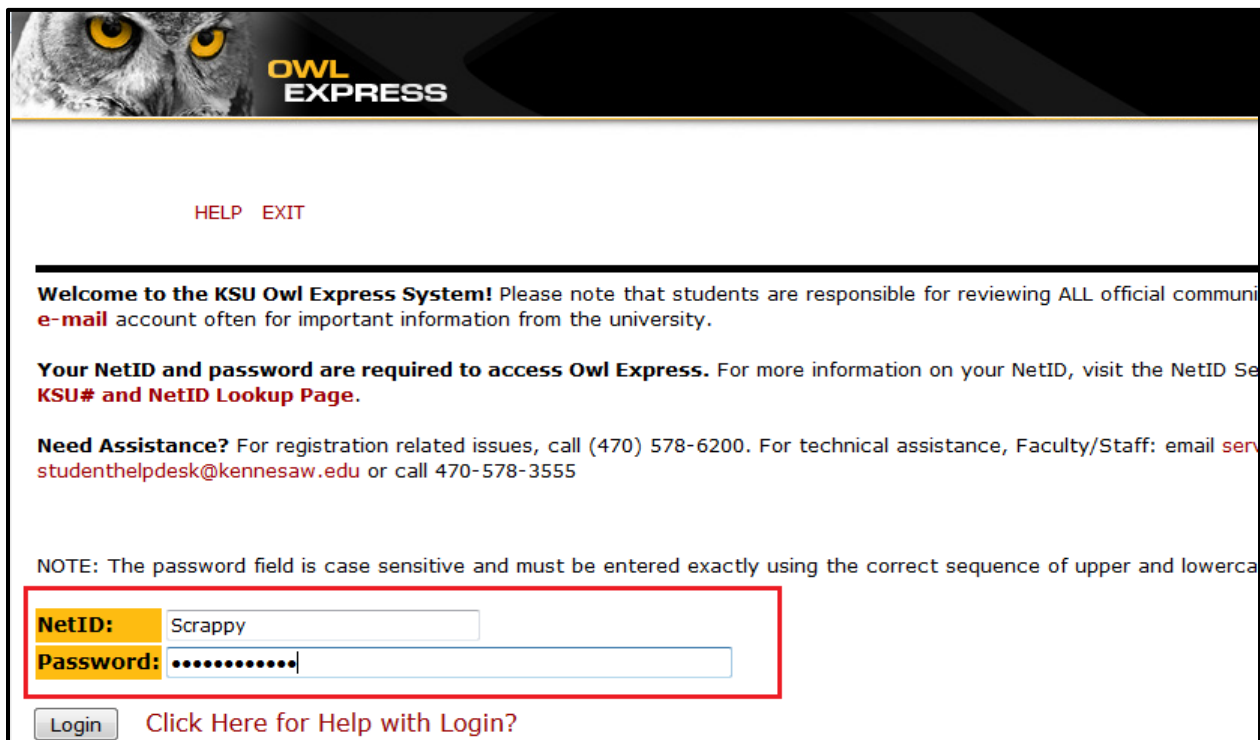 OWL
EXPRESS
HELP EXIT
Welcome to the KSU Owl Express System! Please note that students are responsible for reviewing ALL official
e-mail account often for important information from the university.
Your NetID and password are required to access Owl Express. For more information on your NetID, visit the NetID
KSU# and NetID Lookup Page.
Need Assistance? For registration related issues, call (470) 578-6200. For technical assistance, Faculty/Staff: email
studenthelpdesk@kennesaw.edu or call 470-578-3555
NOTE: The password field is case sensitive and must be entered exactly using the correct sequence of upper and
NetID: Scrappy
Password: ••••••••••••
Login Click Here for Help with Login?